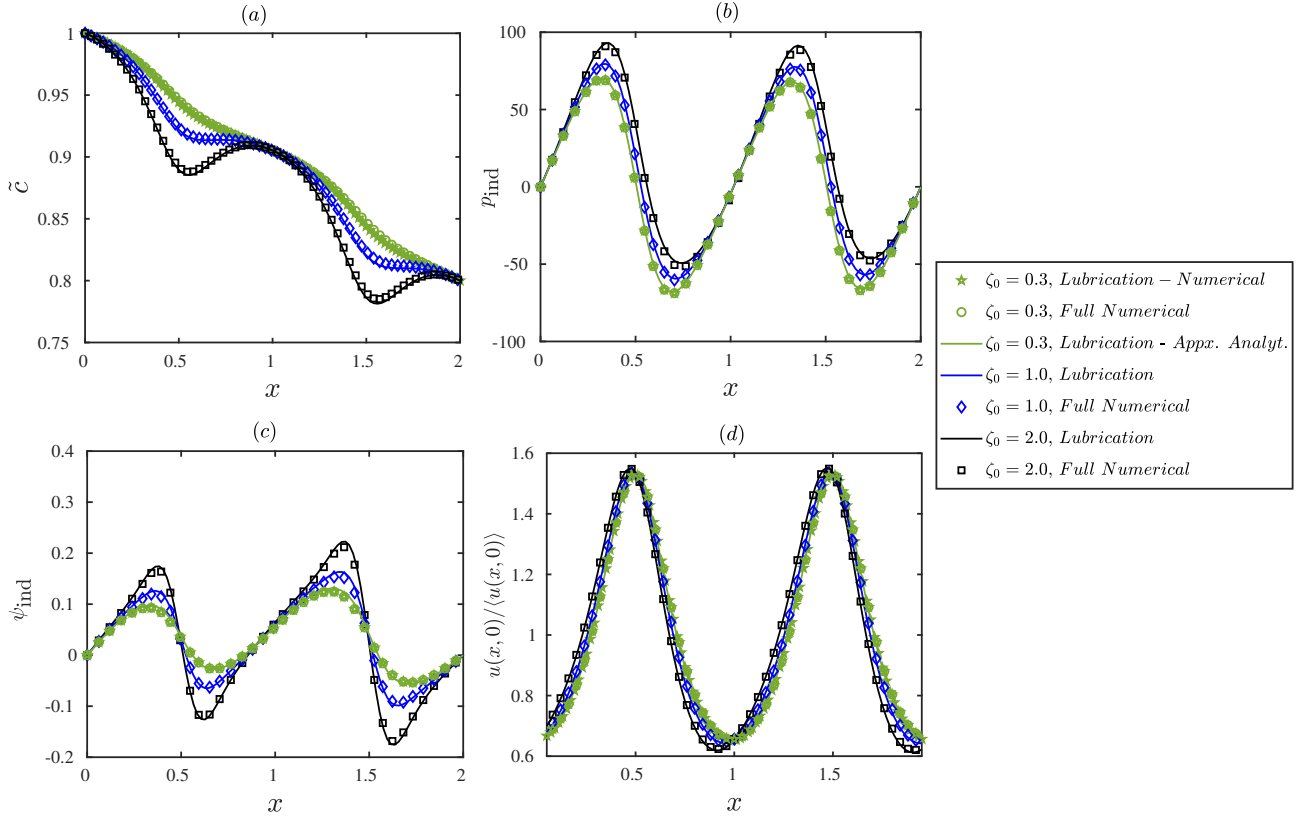 (a)
1
0.95
0.9
0.85
0.8
0.75
c̃
0 0.5 1 1.5 2
x
(b)
100
50
0
-50
-100
p_ind
0 0.5 1 1.5 2
x
(c)
0.4
0.3
0.2
0.1
0
-0.1
-0.2
ψ_ind
0 0.5 1 1.5 2
x
(d)
1.6
1.4
1.2
1
0.8
0.6
u(x, 0)/⟨u(x, 0)⟩
0.5 1 1.5
x
ζ₀ = 0.3, Lubrication − Numerical
ζ₀ = 0.3, Full Numerical
ζ₀ = 0.3, Lubrication - Appx. Analyt.
ζ₀ = 1.0, Lubrication
ζ₀ = 1.0, Full Numerical
ζ₀ = 2.0, Lubrication
ζ₀ = 2.0, Full Numerical